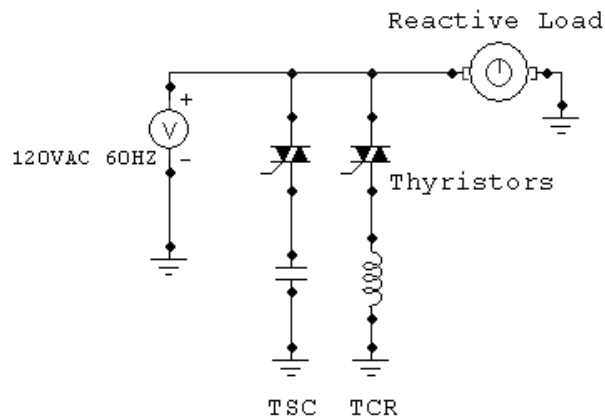 Reactive Load
+
V
120VAC 60HZ
-
Thyristors
TSC TCR